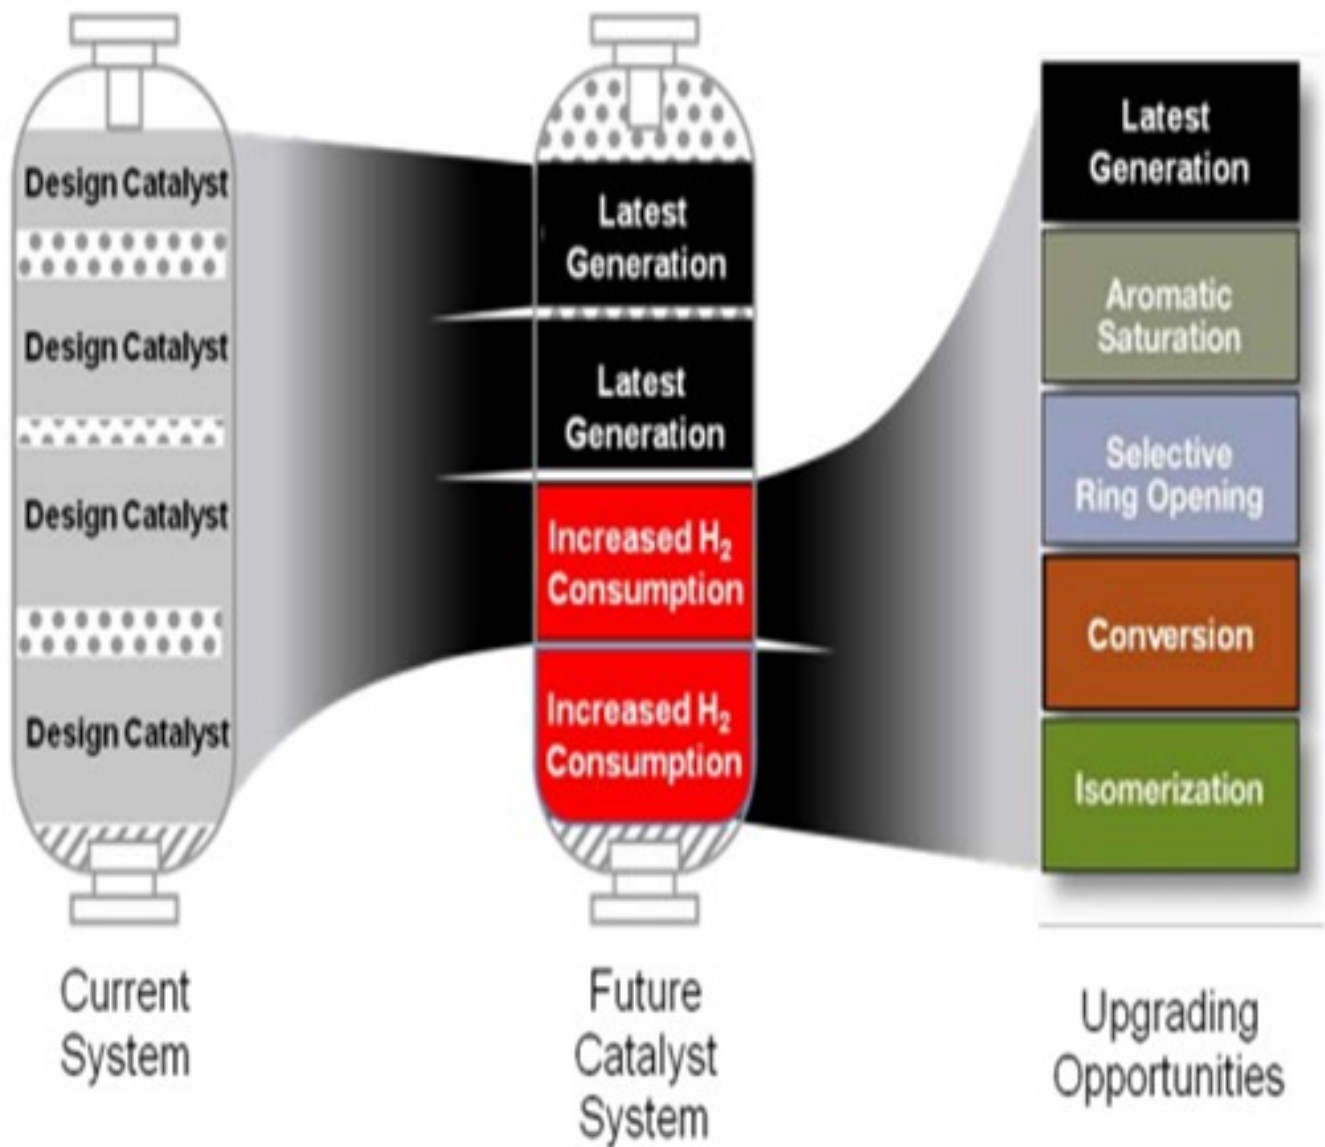 Design Catalyst
Design Catalyst
Design Catalyst
Design Catalyst
Current
System
Latest
Generation
Latest
Generation
Increased H₂
Consumption
Increased H₂
Consumption
Future
Catalyst
System
Latest
Generation
Aromatic
Saturation
Selective
Ring Opening
Conversion
Isomerization
Upgrading
Opportunities